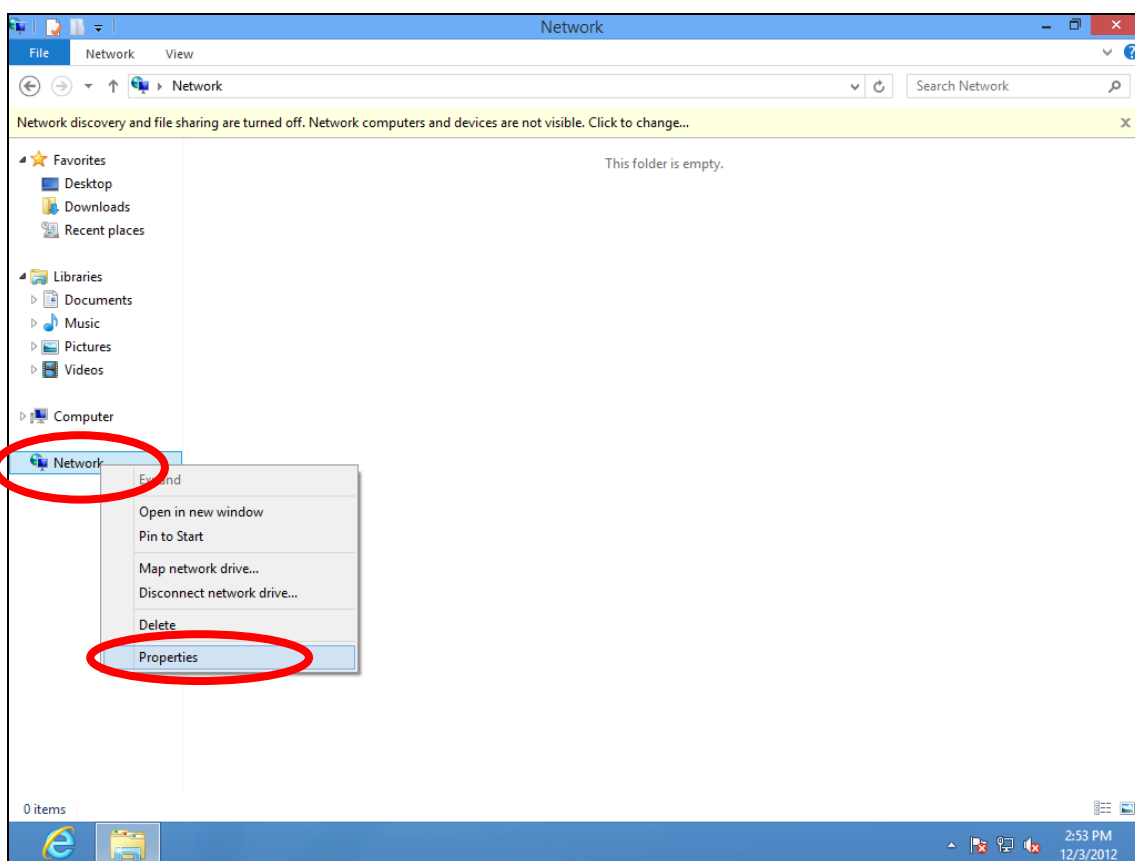 Network
File Network View
Network
Search Network
Network discovery and file sharing are turned off. Network computers and devices are not visible. Click to change...
Favorites
This folder is empty.
Desktop
Downloads
Recent places
Libraries
Documents
Music
Pictures
Videos
Computer
Network
Expand
Open in new window
Pin to Start
Map network drive...
Disconnect network drive...
Delete
Properties
0 items
2:53 PM
12/3/2012